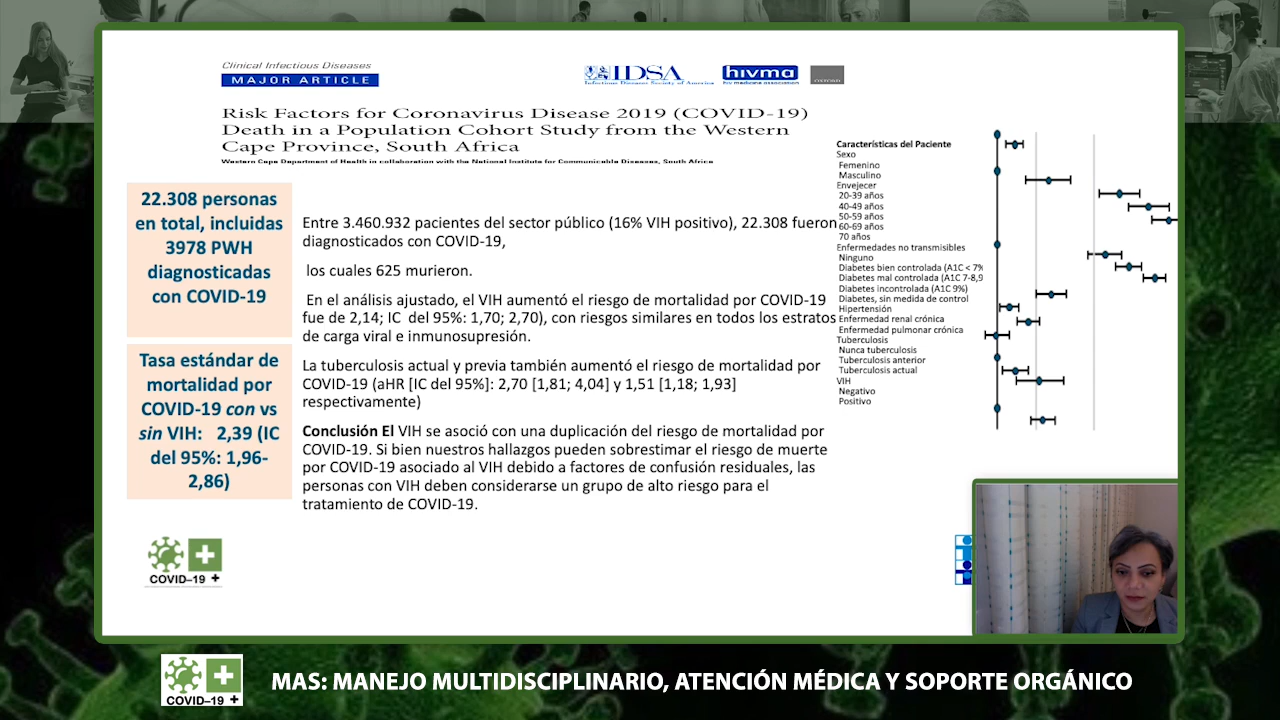 Clinical Infectious Diseases
MAJOR ARTICLE
IDSA
Infectious Diseases Society of America
hivma
hiv medicine association
OXFORD
Risk Factors for Coronavirus Disease 2019 (COVID-19)
Death in a Population Cohort Study from the Western
Cape Province, South Africa
Western Cape Department of Health in collaboration with the National Institute for Communicable Diseases, South Africa
22.308 personas
en total, incluidas
3978 PWH
diagnosticadas
con COVID-19
Tasa estándar de
mortalidad por
COVID-19 con vs
sin VIH: 2,39 (IC
del 95%: 1,96-
2,86)
Entre 3.460.932 pacientes del sector público (16% VIH positivo), 22.308 fueron
diagnosticados con COVID-19,
los cuales 625 murieron.
En el análisis ajustado, el VIH aumentó el riesgo de mortalidad por COVID-19
fue de 2,14; IC del 95%: 1,70; 2,70), con riesgos similares en todos los estratos
de carga viral e inmunosupresión.
La tuberculosis actual y previa también aumentó el riesgo de mortalidad por
COVID-19 (aHR [IC del 95%]: 2,70 [1,81; 4,04] y 1,51 [1,18; 1,93]
respectivamente)
Conclusión El VIH se asoció con una duplicación del riesgo de mortalidad por
COVID-19. Si bien nuestros hallazgos pueden sobrestimar el riesgo de muerte
por COVID-19 asociado al VIH debido a factores de confusión residuales, las
personas con VIH deben considerarse un grupo de alto riesgo para el
tratamiento de COVID-19.
Características del Paciente
Sexo
Femenino
Masculino
Envejecer
20-39 años
40-49 años
50-59 años
60-69 años
70 años
Enfermedades no transmisibles
Ninguno
Diabetes bien controlada (A1C < 7%
Diabetes mal controlada (A1C 7-8,9
Diabetes incontrolada (A1C 9%)
Diabetes, sin medida de control
Hipertensión
Enfermedad renal crónica
Enfermedad pulmonar crónica
Tuberculosis
Nunca tuberculosis
Tuberculosis anterior
Tuberculosis actual
VIH
Negativo
Positivo
COVID-19 +
COVID-19 +
MAS: MANEJO MULTIDISCIPLINARIO, ATENCIÓN MÉDICA Y SOPORTE ORGÁNICO